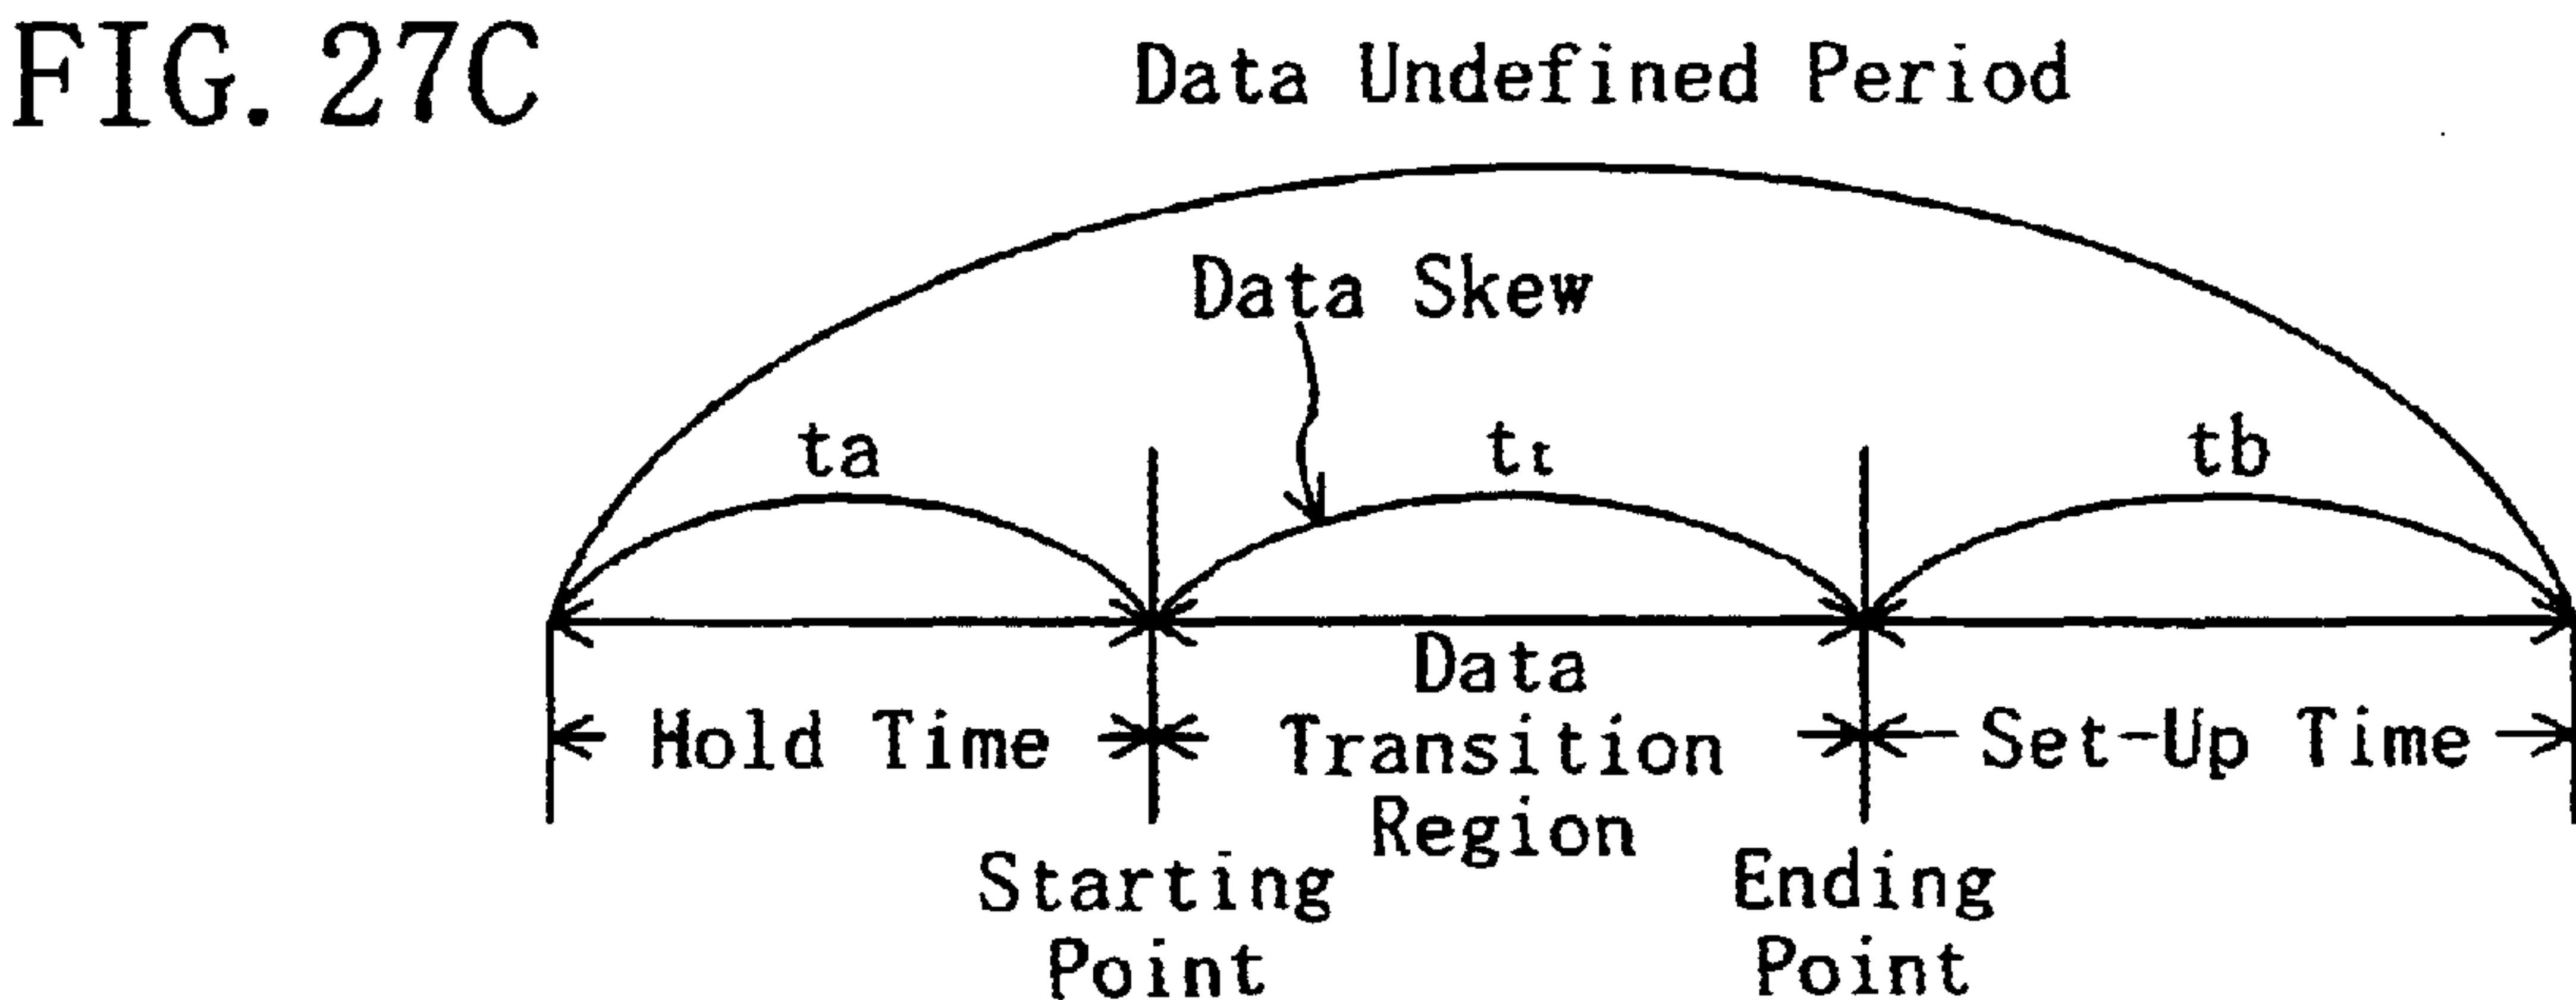 FIG. 27C
Data Undefined Period
Data Skew
ta
tt
tb
Hold Time
Data
Transition
Region
Set-Up Time
Starting
Point
Ending
Point